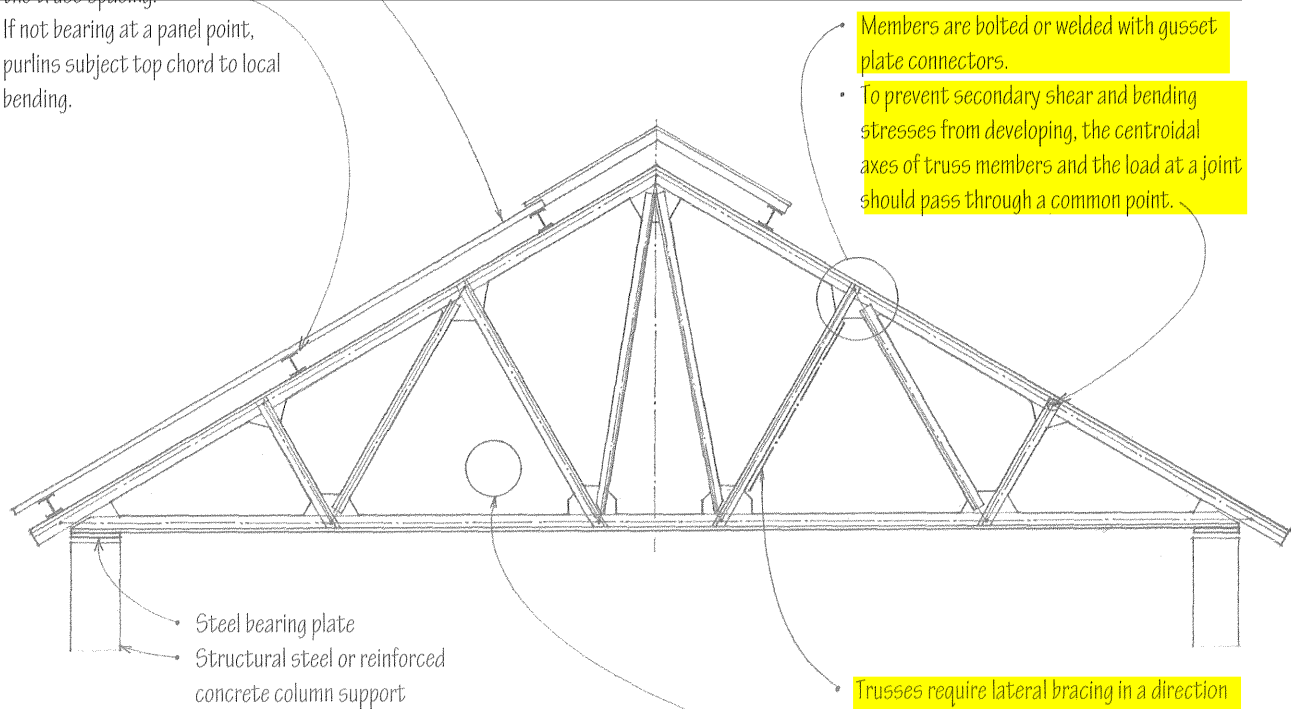 the truss spacing.
If not bearing at a panel point,
purlins subject top chord to local
bending.
• Members are bolted or welded with gusset
plate connectors.
• To prevent secondary shear and bending
stresses from developing, the centroidal
axes of truss members and the load at a joint
should pass through a common point.
• Steel bearing plate
• Structural steel or reinforced
concrete column support
• Trusses require lateral bracing in a direction